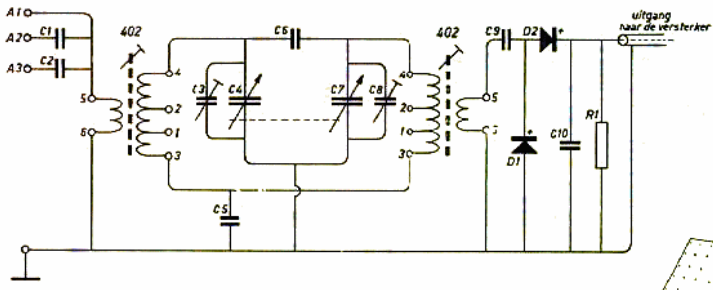 A1
A2
A3
C1
C2
402
5
6
4
2
1
3
C3
C4
C5
C6
C7
C8
402
4
2
1
3
5
C9
D2
+
D1
+
C10
R1
uitgang
naar de versterker